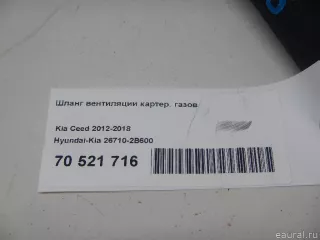 Шланг вентиляции картер. газов
Kia Ceed 2012-2018
Hyundai-Kia 26710-2B600
70 521 716
eaural.ru